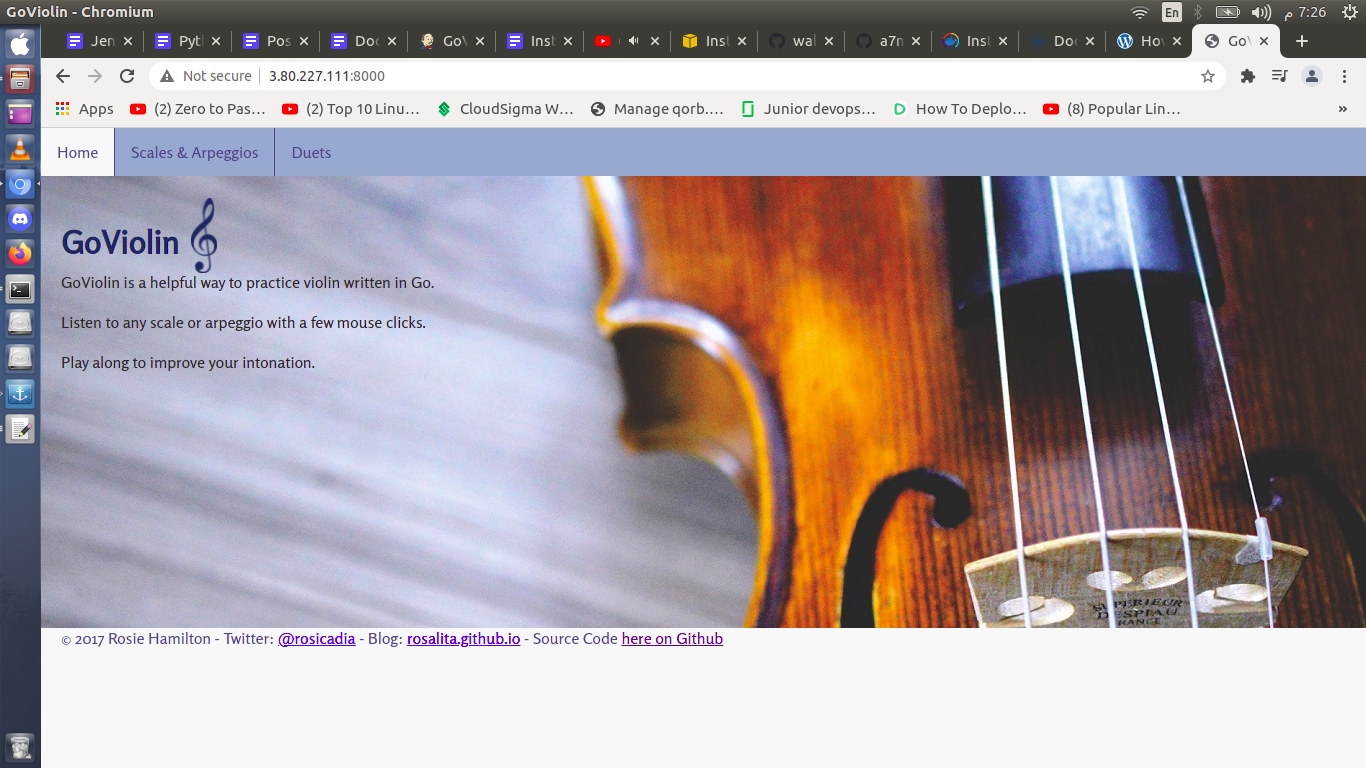 GoViolin - Chromium
En
7:26 م
Jen
Pyt
Pos
Doc
GoV
Inst
Inst
wal
a7n
Inst
Doc
Hov
GoV
Not secure
3.80.227.111:8000
Apps
(2) Zero to Pas…
(2) Top 10 Linu…
CloudSigma W…
Manage qorb.…
Junior devops…
How To Deplo…
(8) Popular Lin…
»
Home
Scales & Arpeggios
Duets
GoViolin
GoViolin is a helpful way to practice violin written in Go.
Listen to any scale or arpeggio with a few mouse clicks.
Play along to improve your intonation.
SUPERIEUR
DESPIAU
FRANCE
© 2017 Rosie Hamilton - Twitter: @rosicadia - Blog: rosalita.github.io - Source Code here on Github